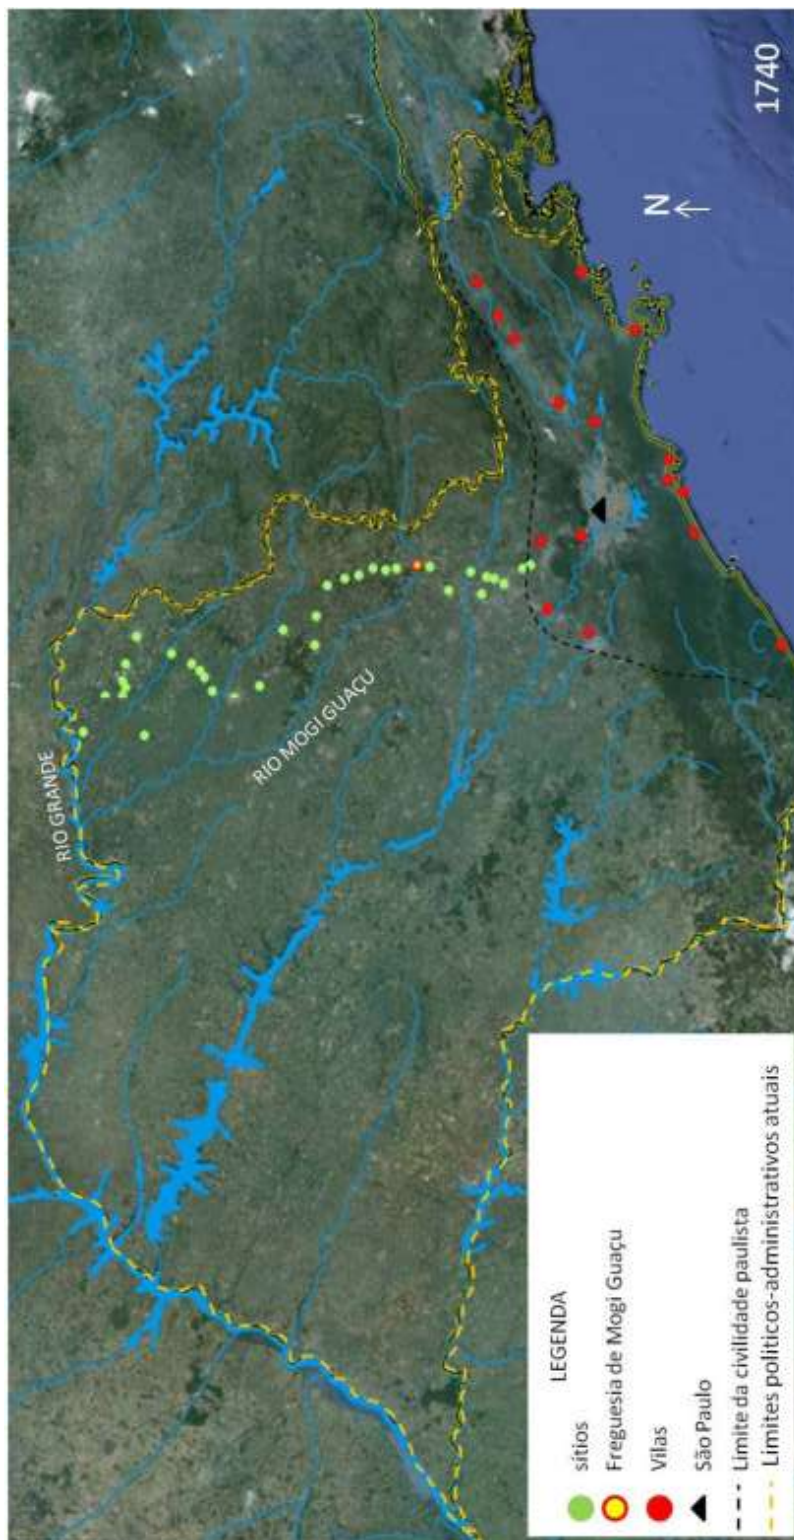 RIO GRANDE
RIO MOGI GUAÇU
N
1740
LEGENDA
sítios
Freguesia de Mogi Guaçu
Vilas
São Paulo
Limite da civilidade paulista
Limites politicos-administrativos atuais